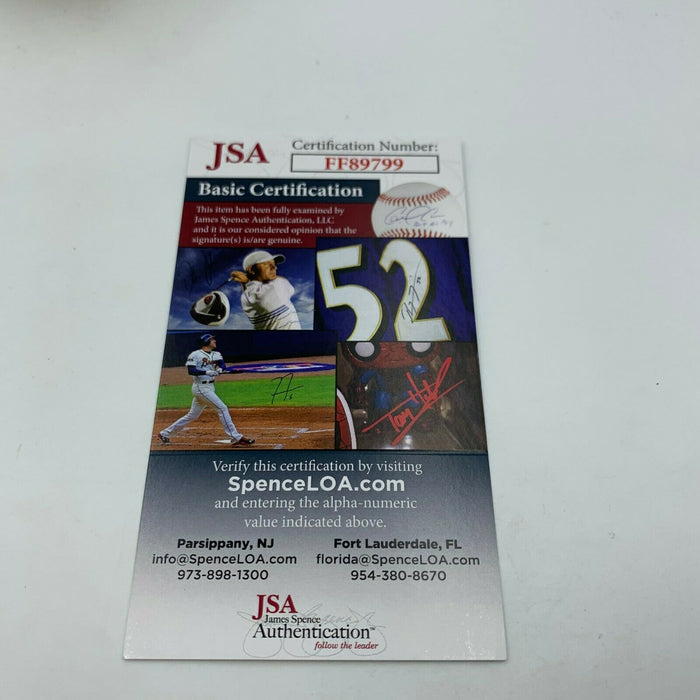 JSA
Certification Number:
FF89799
Basic Certification
This item has been fully examined by
James Spence Authentication, LLC
and it is our considered opinion that the
signature(s) is/are genuine.
52
Tom
Verify this certification by visiting
SpenceLOA.com
and entering the alpha-numeric
value indicated above.
Parsippany, NJ
info@SpenceLOA.com
973-898-1300
Fort Lauderdale, FL
florida@SpenceLOA.com
954-380-8670
JSA
James Spence
Authentication™
follow the leader